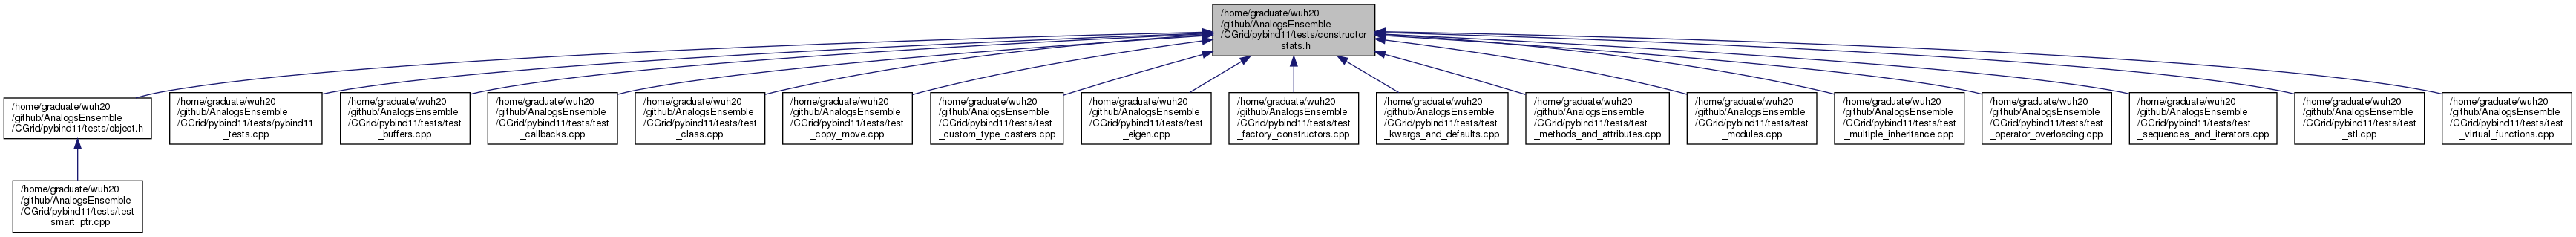 /home/graduate/wuh20
/github/AnalogsEnsemble
/CGrid/pybind11/tests/constructor
_stats.h
/home/graduate/wuh20
/github/AnalogsEnsemble
/CGrid/pybind11/tests/object.h
/home/graduate/wuh20
/github/AnalogsEnsemble
/CGrid/pybind11/tests/pybind11
_tests.cpp
/home/graduate/wuh20
/github/AnalogsEnsemble
/CGrid/pybind11/tests/test
_buffers.cpp
/home/graduate/wuh20
/github/AnalogsEnsemble
/CGrid/pybind11/tests/test
_callbacks.cpp
/home/graduate/wuh20
/github/AnalogsEnsemble
/CGrid/pybind11/tests/test
_class.cpp
/home/graduate/wuh20
/github/AnalogsEnsemble
/CGrid/pybind11/tests/test
_copy_move.cpp
/home/graduate/wuh20
/github/AnalogsEnsemble
/CGrid/pybind11/tests/test
_custom_type_casters.cpp
/home/graduate/wuh20
/github/AnalogsEnsemble
/CGrid/pybind11/tests/test
_eigen.cpp
/home/graduate/wuh20
/github/AnalogsEnsemble
/CGrid/pybind11/tests/test
_factory_constructors.cpp
/home/graduate/wuh20
/github/AnalogsEnsemble
/CGrid/pybind11/tests/test
_kwargs_and_defaults.cpp
/home/graduate/wuh20
/github/AnalogsEnsemble
/CGrid/pybind11/tests/test
_methods_and_attributes.cpp
/home/graduate/wuh20
/github/AnalogsEnsemble
/CGrid/pybind11/tests/test
_modules.cpp
/home/graduate/wuh20
/github/AnalogsEnsemble
/CGrid/pybind11/tests/test
_multiple_inheritance.cpp
/home/graduate/wuh20
/github/AnalogsEnsemble
/CGrid/pybind11/tests/test
_operator_overloading.cpp
/home/graduate/wuh20
/github/AnalogsEnsemble
/CGrid/pybind11/tests/test
_sequences_and_iterators.cpp
/home/graduate/wuh20
/github/AnalogsEnsemble
/CGrid/pybind11/tests/test
_stl.cpp
/home/graduate/wuh20
/github/AnalogsEnsemble
/CGrid/pybind11/tests/test
_virtual_functions.cpp
/home/graduate/wuh20
/github/AnalogsEnsemble
/CGrid/pybind11/tests/test
_smart_ptr.cpp